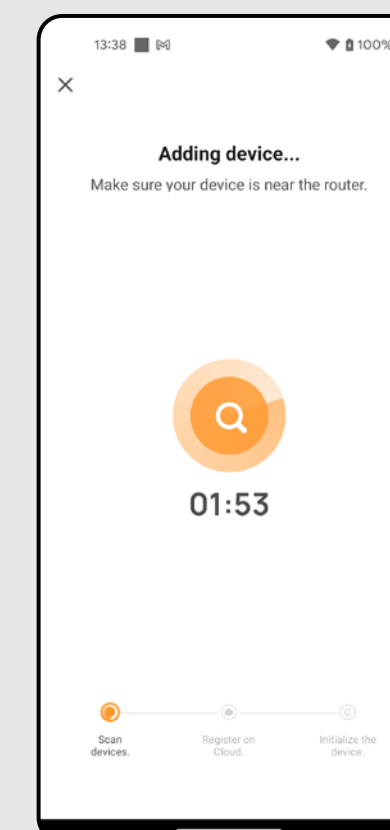 13:38
100%
Adding device...
Make sure your device is near the router.
01:53
Scan
devices.
Register on
Cloud.
Initialize the
device.